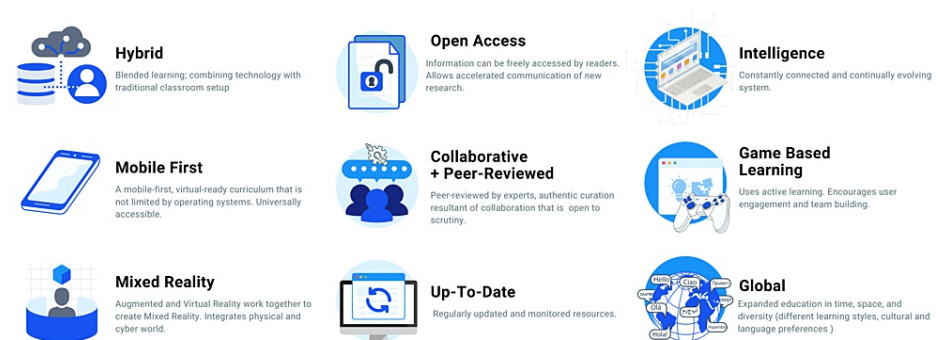 Hybrid
Blended learning; combining technology with
traditional classroom setup
Open Access
Information can be freely accessed by readers.
Allows accelerated communication of new
research.
Intelligence
Constantly connected and continually evolving
system.
Mobile First
A mobile-first, virtual-ready curriculum that is
not limited by operating systems. Universally
accessible.
Collaborative
+ Peer-Reviewed
Peer-reviewed by experts, authentic curation
resultant of collaboration that is open to
scrutiny.
Game Based
Learning
Uses active learning. Encourages user
engagement and team building.
Mixed Reality
Augmented and Virtual Reality work together to
create Mixed Reality. Integrates physical and
cyber world.
Up-To-Date
Regularly updated and monitored resources.
Global
Expanded education in time, space, and
diversity (different learning styles, cultural and
language preferences )
Hello
Ciao
Привет
Olá
Hola!